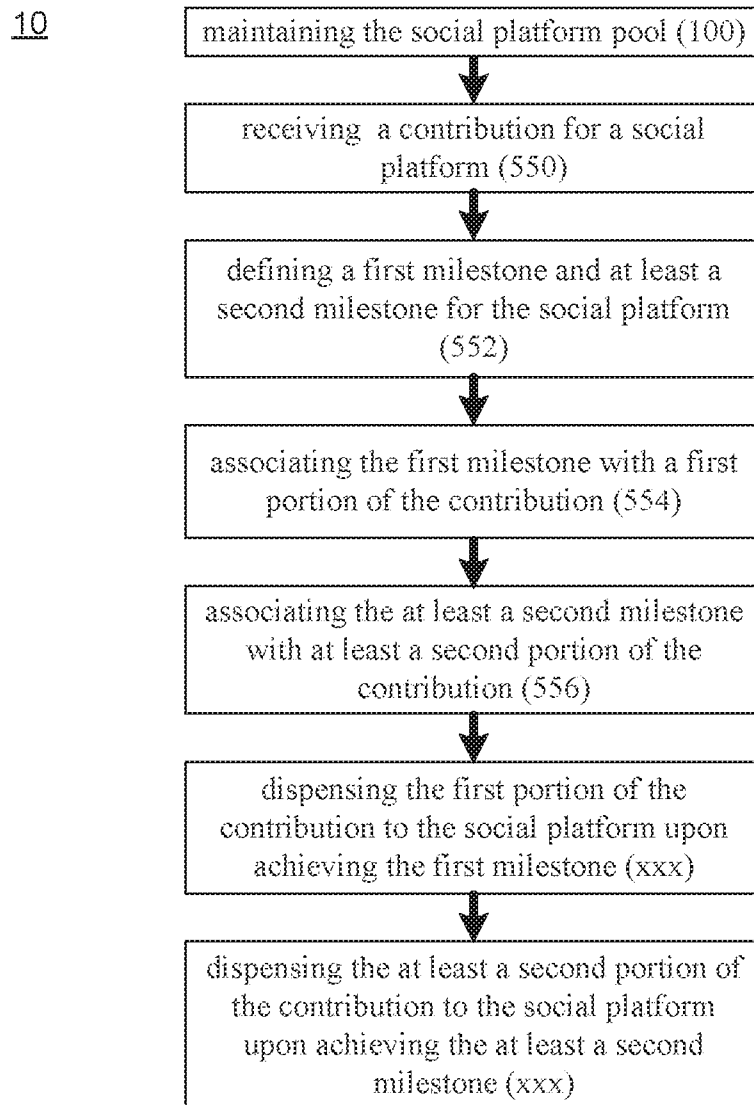 10
maintaining the social platform pool (100)
receiving a contribution for a social
platform (550)
defining a first milestone and at least a
second milestone for the social platform
(552)
associating the first milestone with a first
portion of the contribution (554)
associating the at least a second milestone
with at least a second portion of the
contribution (556)
dispensing the first portion of the
contribution to the social platform upon
achieving the first milestone (xxx)
dispensing the at least a second portion of
the contribution to the social platform
upon achieving the at least a second
milestone (xxx)